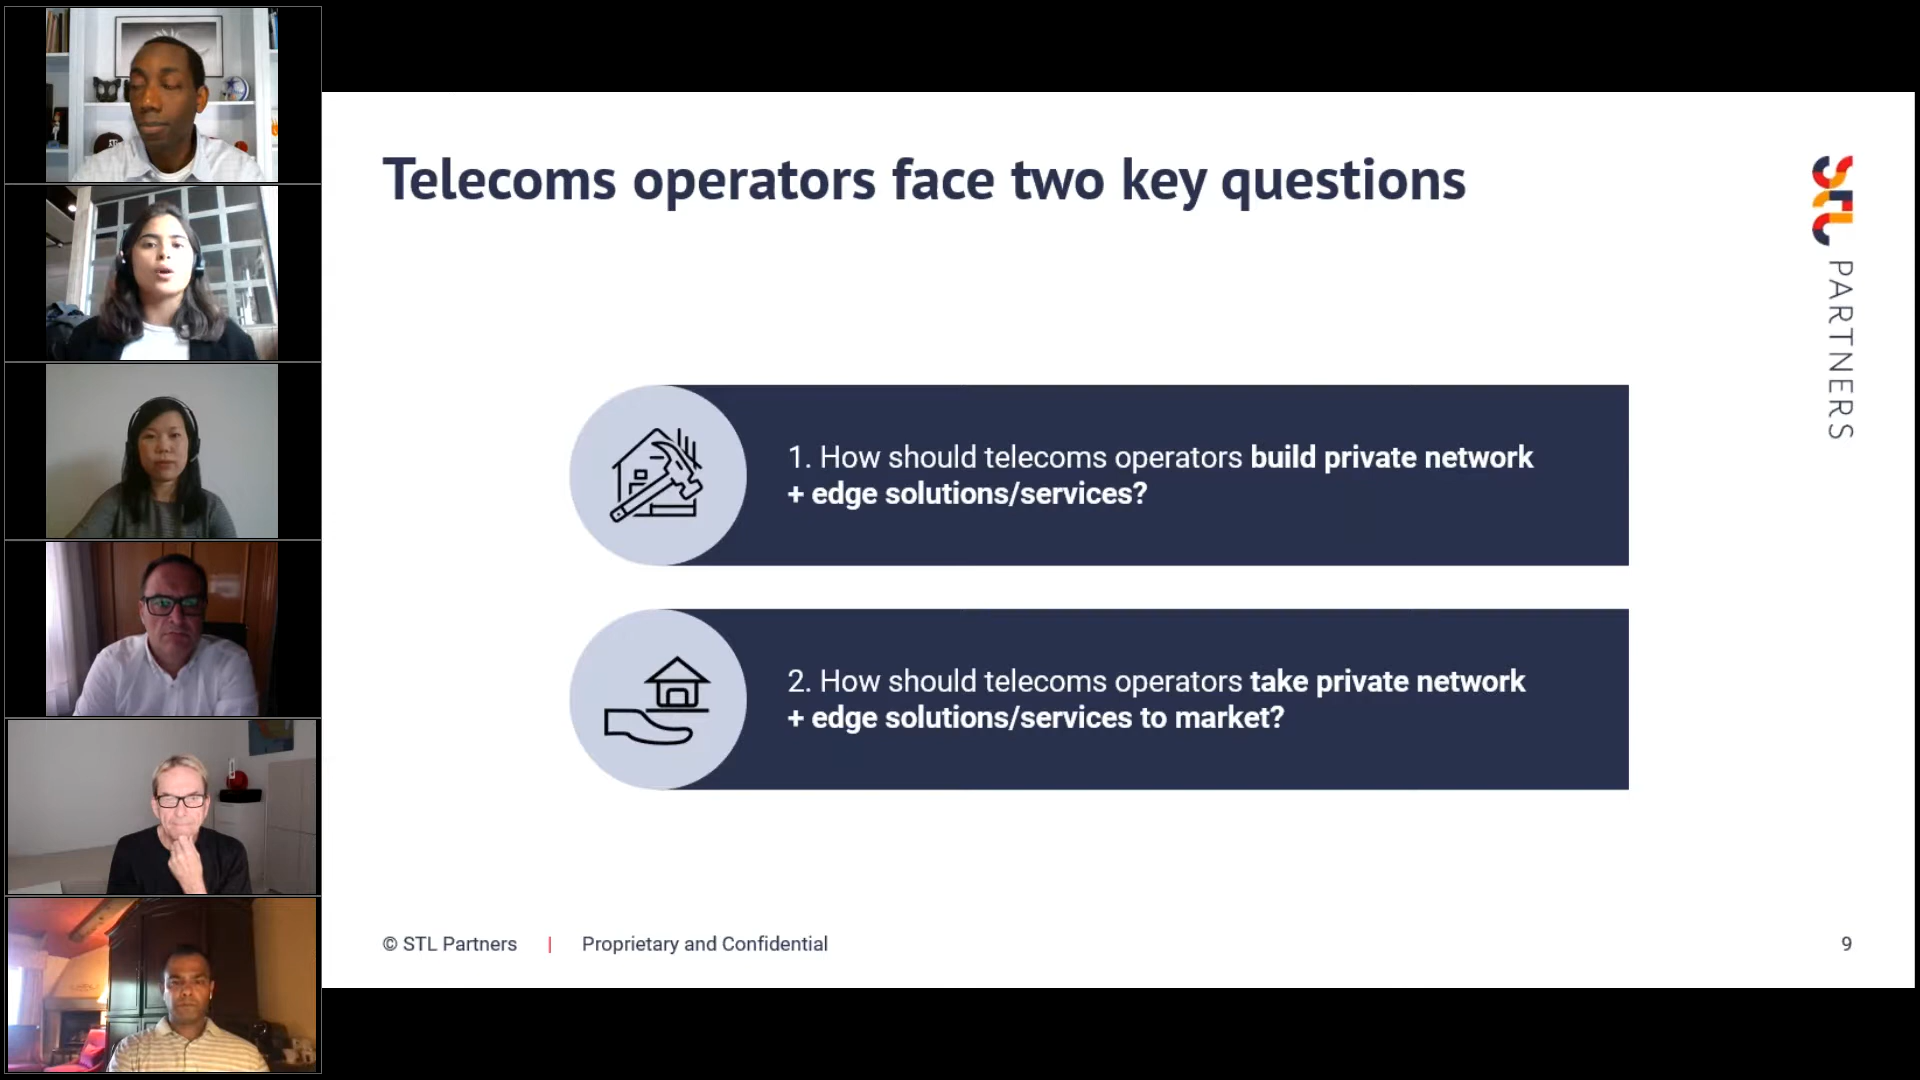 Telecoms operators face two key questions
STL PARTNERS
1. How should telecoms operators build private network
+ edge solutions/services?
2. How should telecoms operators take private network
+ edge solutions/services to market?
© STL Partners | Proprietary and Confidential
9